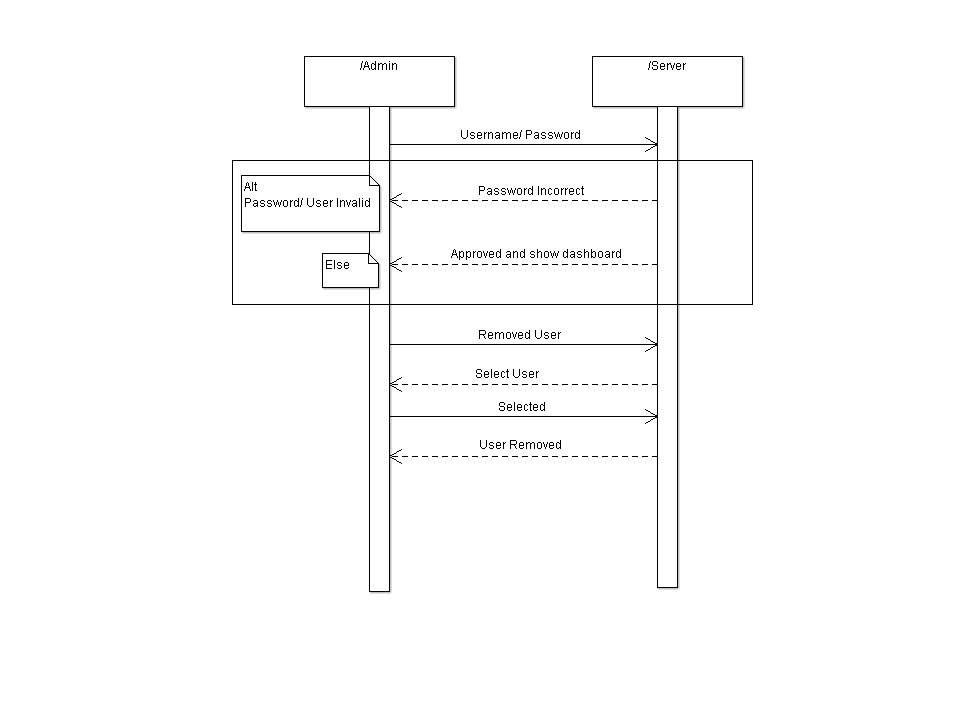 /Admin
/Server
Username/ Password
Alt
Password/ User Invalid
Password Incorrect
Approved and show dashboard
Else
Removed User
Select User
Selected
User Removed